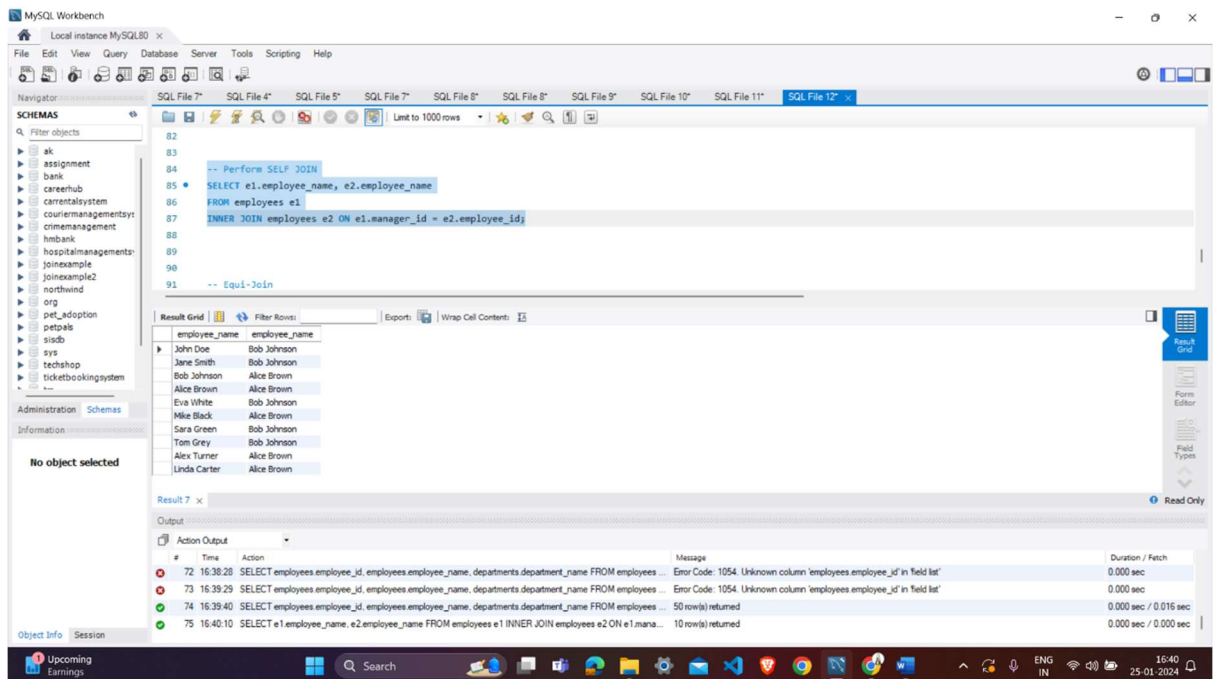 MySQL Workbench
Local instance MySQL80
File Edit View Query Database Server Tools Scripting Help
Navigator
SQL File 7* SQL File 4* SQL File 5* SQL File 7* SQL File 8* SQL File 8* SQL File 9* SQL File 10* SQL File 11* SQL File 12*
SCHEMAS
Filter objects
ak
assignment
bank
careerhub
carrentalsystem
couriermanagementsys
crimemanagement
hmbank
hospitalmanagements
joinexample
joinexample2
northwind
org
pet_adoption
petpals
sisdb
sys
techshop
ticketbookingsystem
Administration Schemas
Information
No object selected
Object Info Session
Limit to 1000 rows
82
83
84 -- Perform SELF JOIN
85 SELECT e1.employee_name, e2.employee_name
86 FROM employees e1
87 INNER JOIN employees e2 ON e1.manager_id = e2.employee_id;
88
89
90
91 -- Equi-Join
Result Grid Filter Rows: Export: Wrap Cell Content:
employee_name employee_name
John Doe Bob Johnson
Jane Smith Bob Johnson
Bob Johnson Alice Brown
Alice Brown Alice Brown
Eva White Bob Johnson
Mike Black Alice Brown
Sara Green Bob Johnson
Tom Grey Bob Johnson
Alex Turner Alice Brown
Linda Carter Alice Brown
Result Grid
Form Editor
Field Types
Result 7
Read Only
Output
Action Output
# Time Action Message Duration / Fetch
72 16:38:28 SELECT employees.employee_id, employees.employee_name, departments.department_name FROM employees ... Error Code: 1054. Unknown column 'employees.employee_id' in 'field list' 0.000 sec
73 16:39:29 SELECT employees.employee_id, employees.employee_name, departments.department_name FROM employees ... Error Code: 1054. Unknown column 'employees.employee_id' in 'field list' 0.000 sec
74 16:39:40 SELECT employees.employee_id, employees.employee_name, departments.department_name FROM employees ... 50 row(s) returned 0.000 sec / 0.016 sec
75 16:40:10 SELECT e1.employee_name, e2.employee_name FROM employees e1 INNER JOIN employees e2 ON e1.mana... 10 row(s) returned 0.000 sec / 0.000 sec
1
Upcoming
Earnings
Search
ENG
IN
16:40
25-01-2024